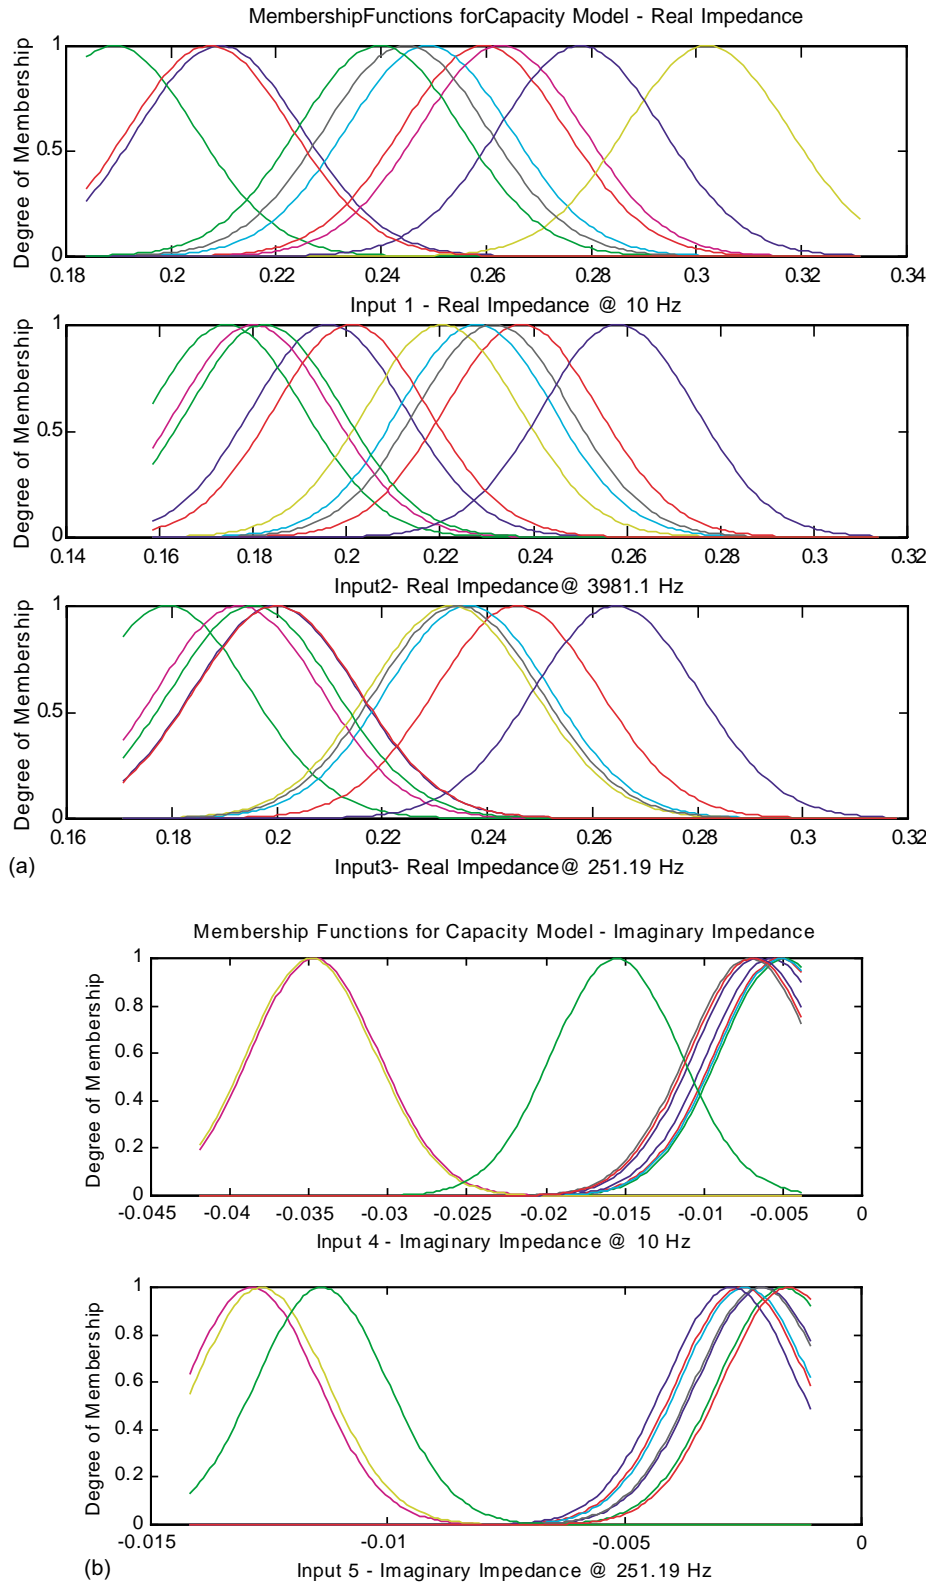 MembershipFunctions forCapacity Model - Real Impedance
1
0.5
0
Degree of Membership
0.18 0.2 0.22 0.24 0.26 0.28 0.3 0.32 0.34
Input 1 - Real Impedance @ 10 Hz
1
0.5
0
Degree of Membership
0.14 0.16 0.18 0.2 0.22 0.24 0.26 0.28 0.3 0.32
Input2- Real Impedance@ 3981.1 Hz
1
0.5
0
Degree of Membership
0.16 0.18 0.2 0.22 0.24 0.26 0.28 0.3 0.32
(a)
Input3- Real Impedance@ 251.19 Hz
Membership Functions for Capacity Model - Imaginary Impedance
1
0.8
0.6
0.4
0.2
0
Degree of Membership
-0.045 -0.04 -0.035 -0.03 -0.025 -0.02 -0.015 -0.01 -0.005 0
Input 4 - Imaginary Impedance @ 10 Hz
1
0.8
0.6
0.4
0.2
0
Degree of Membership
-0.015 -0.01 -0.005 0
(b)
Input 5 - Imaginary Impedance @ 251.19 Hz